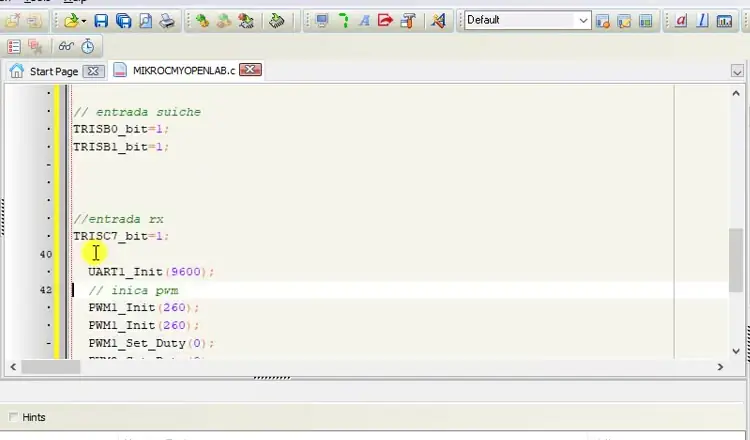 Default
Start Page
MIKROCMYOPENLAB.c
// entrada suiche
TRISB0_bit=1;
TRISB1_bit=1;
//entrada rx
TRISC7_bit=1;
40
UART1_Init(9600);
42 // inica pwm
PWM1_Init(260);
PWM1_Init(260);
PWM1_Set_Duty(0);
Hints